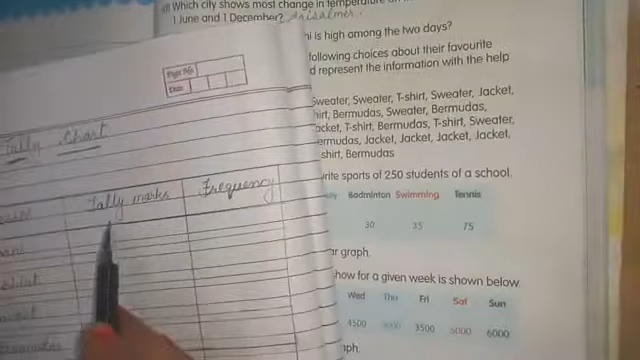 Which city shows most change in temperature
1 June and 1 December? Jaisalmer.
is high among the two days?
following choices about their favourite
d represent the information with the help
Sweater, Sweater, T-shirt, Sweater, Jacket,
hirt, Bermudas, Sweater, Bermudas,
acket, T-shirt, Bermudas, T-shirt, Sweater,
ermudas, Jacket, Jacket, Jacket, Jacket,
shirt, Bermudas
rite sports of 250 students of a school.
Badminton Swimming Tennis
30 35 75
ar graph.
how for a given week is shown below
Wed Thu Fri Sat Sun
4500 3500 5000 6000
ph.
Page No.
Date
Tally Chart
Tally marks Frequency